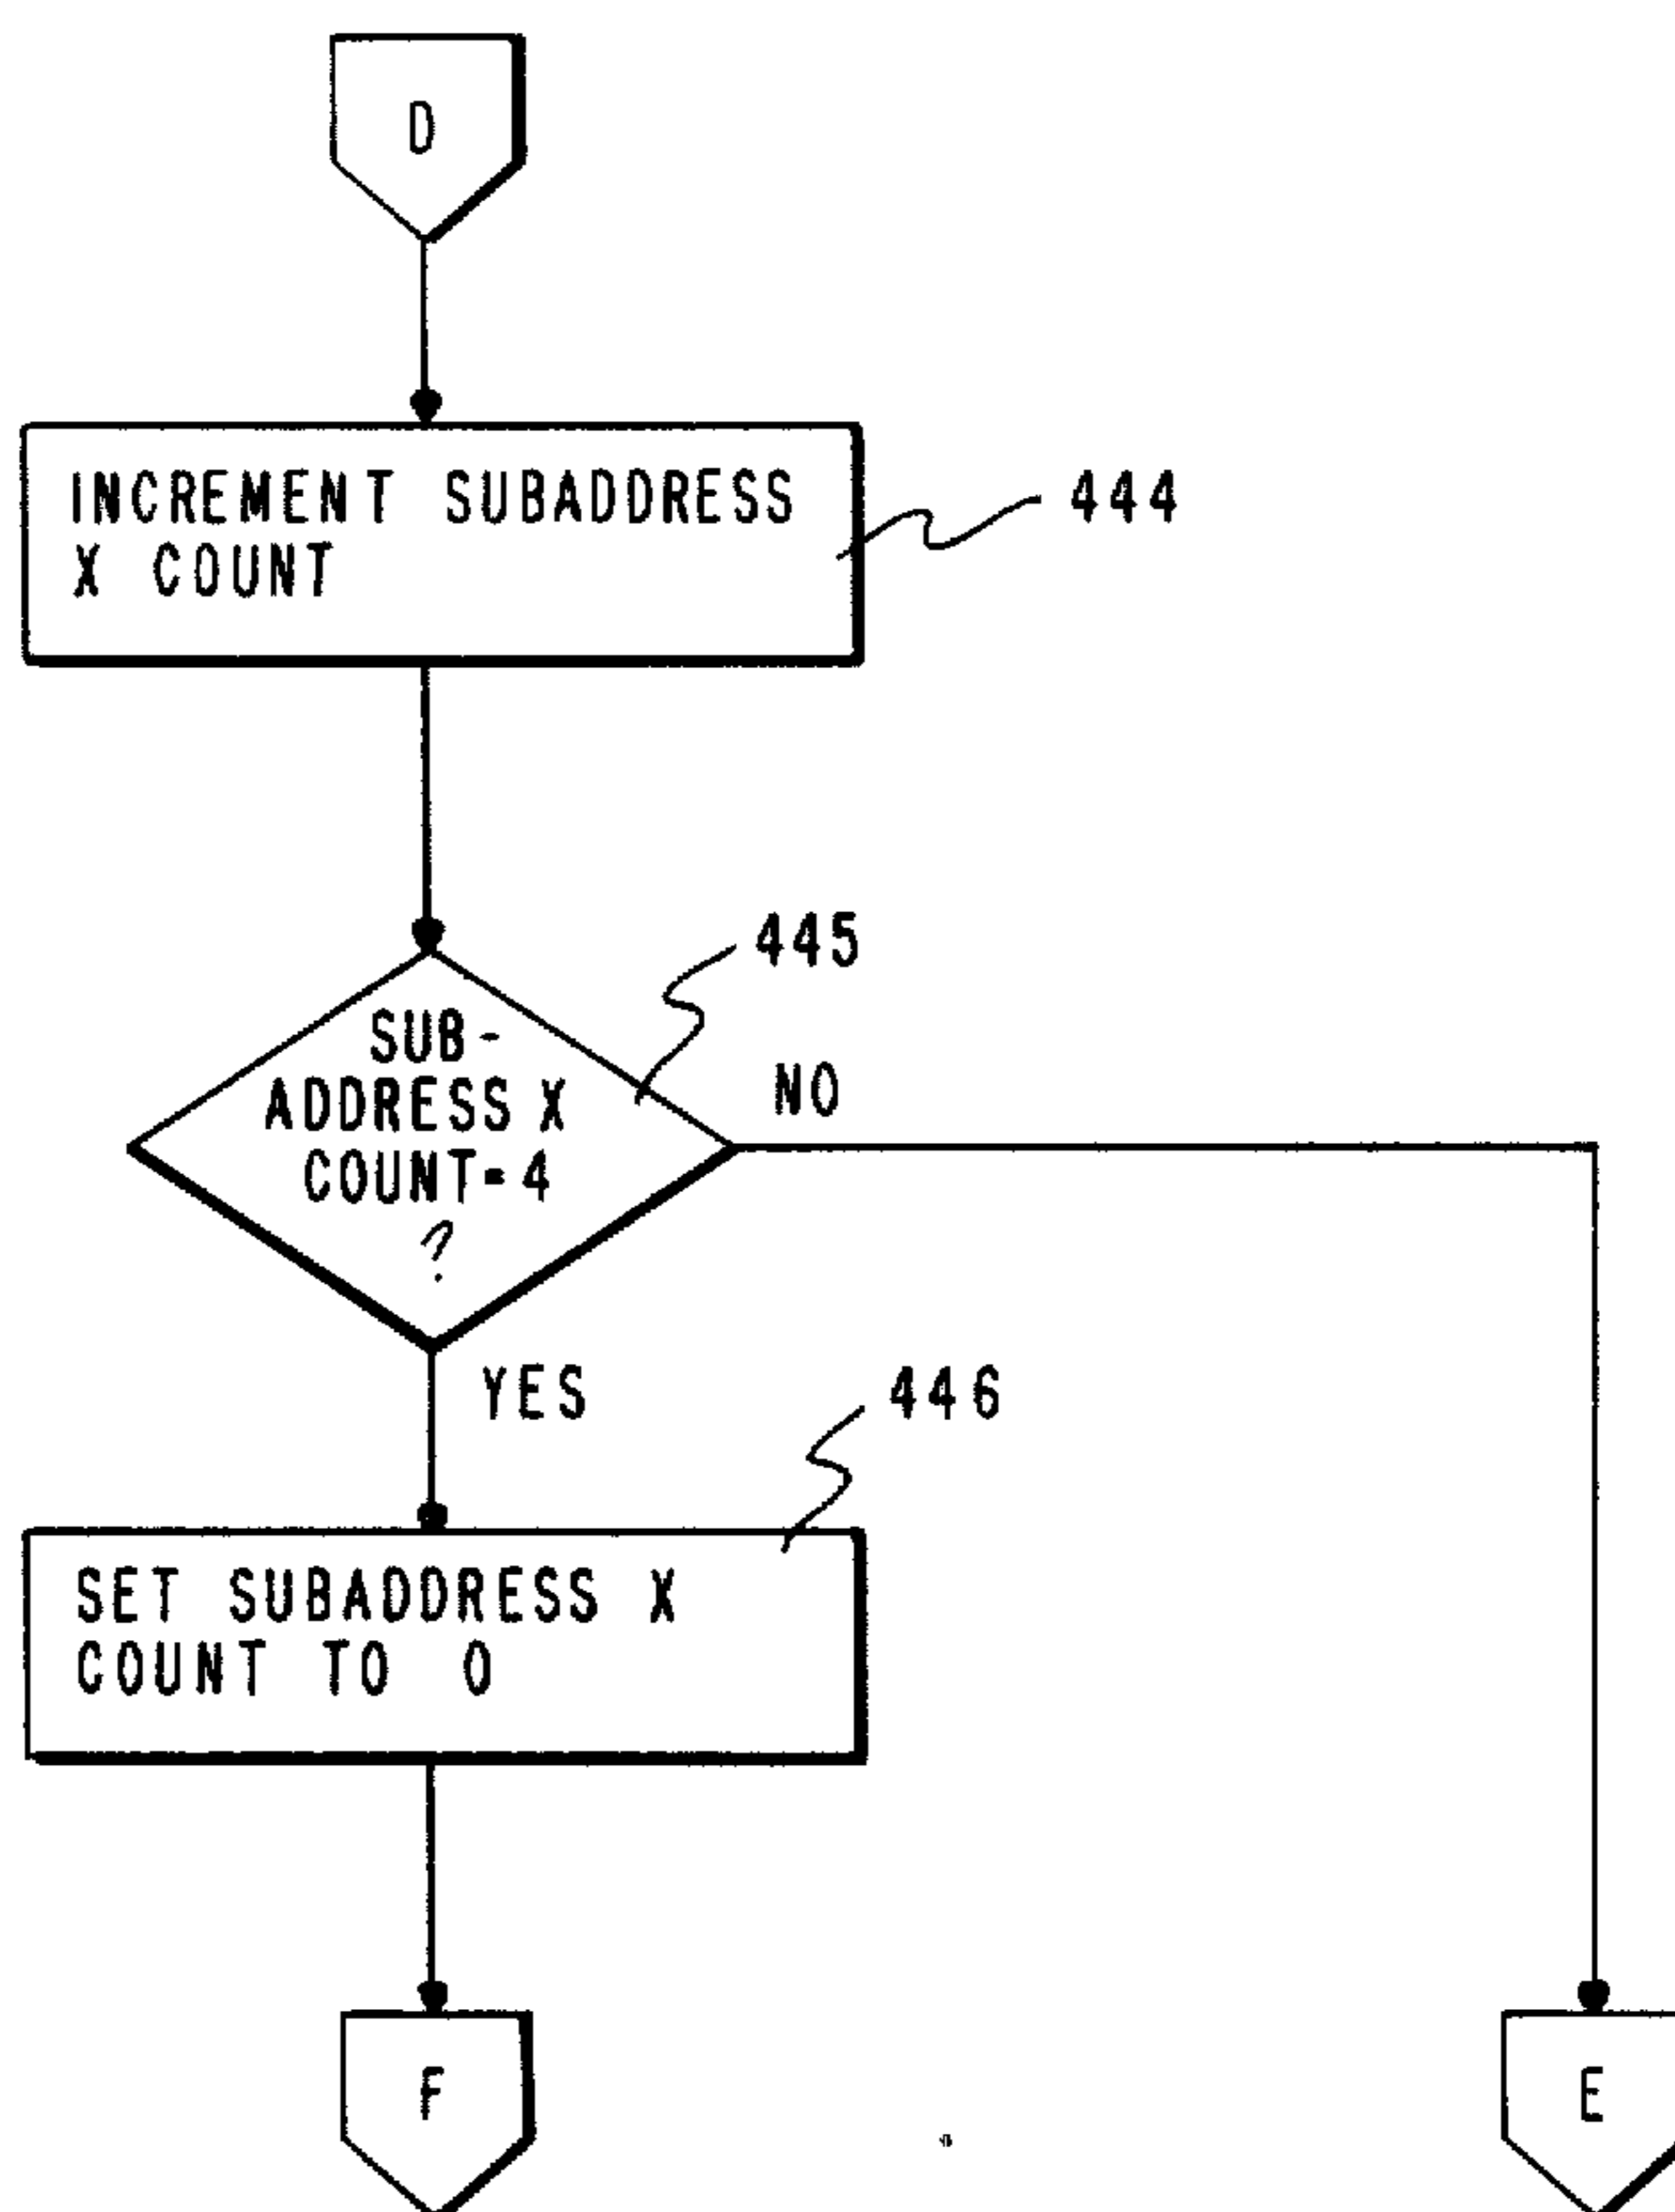 D
INCREMENT SUBADDRESS
X COUNT
444
445
SUB-
ADDRESS X
COUNT=4
?
NO
YES
446
SET SUBADDRESS X
COUNT TO 0
F
E